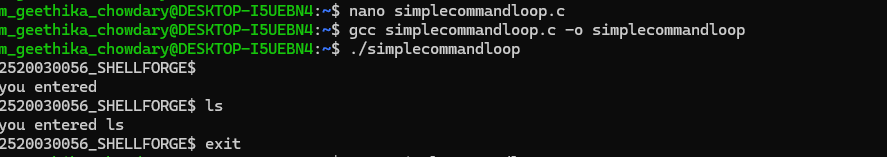 m_geethika_chowdary@DESKTOP-I5UEBN4:~$ nano simplecommandloop.c
m_geethika_chowdary@DESKTOP-I5UEBN4:~$ gcc simplecommandloop.c -o simplecommandloop
m_geethika_chowdary@DESKTOP-I5UEBN4:~$ ./simplecommandloop
2520030056_SHELLFORGE$
you entered
2520030056_SHELLFORGE$ ls
you entered ls
2520030056_SHELLFORGE$ exit